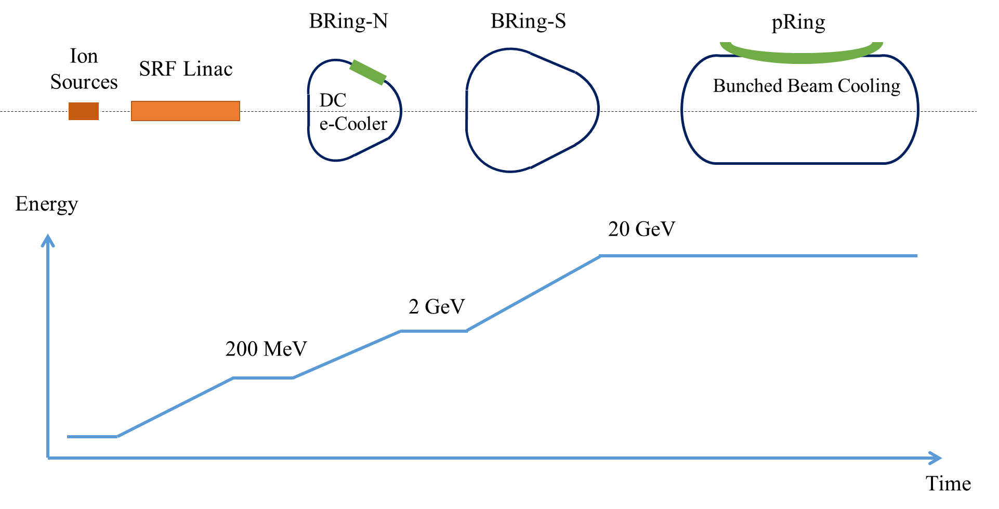 BRing-N
BRing-S
pRing
Ion
Sources
SRF Linac
DC
e-Cooler
Bunched Beam Cooling
Energy
20 GeV
2 GeV
200 MeV
Time